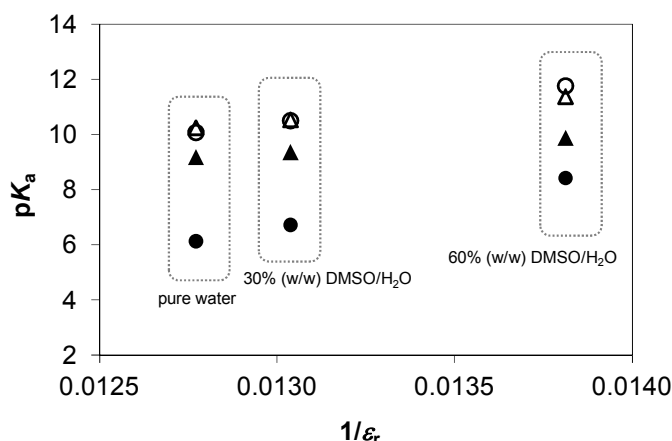 14
12
10
8
6
4
2
pKa
pure water
30% (w/w) DMSO/H2O
60% (w/w) DMSO/H2O
0.0125
0.0130
0.0135
0.0140
1/εr